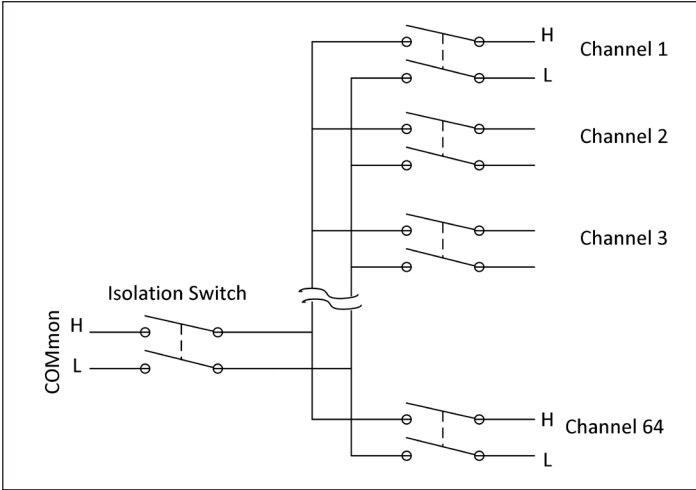 H
Channel 1
L
Channel 2
Channel 3
Isolation Switch
COMmon
H
L
H
Channel 64
L